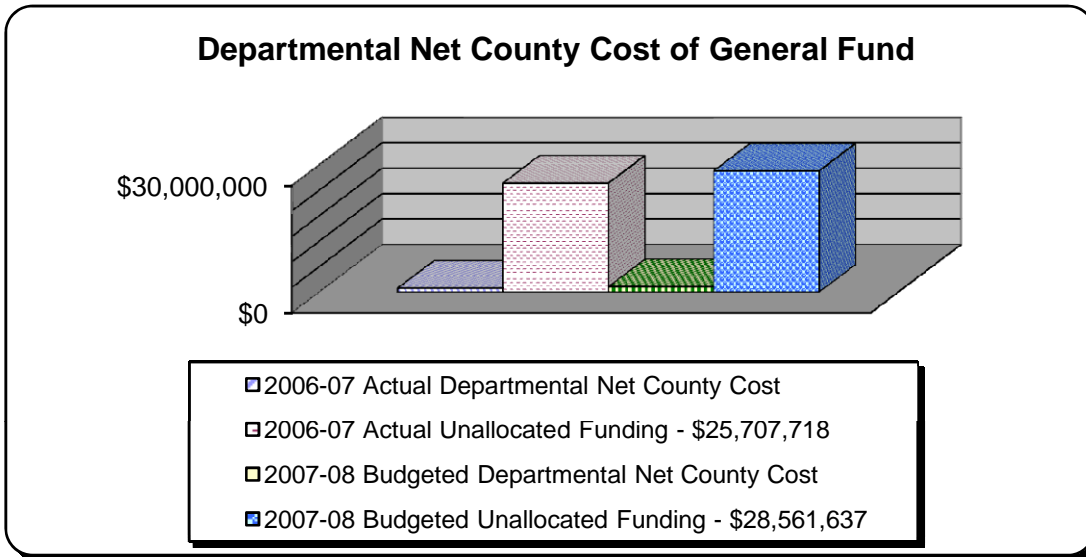 Departmental Net County Cost of General Fund
$30,000,000
$0
2006-07 Actual Departmental Net County Cost
2006-07 Actual Unallocated Funding - $25,707,718
2007-08 Budgeted Departmental Net County Cost
2007-08 Budgeted Unallocated Funding - $28,561,637